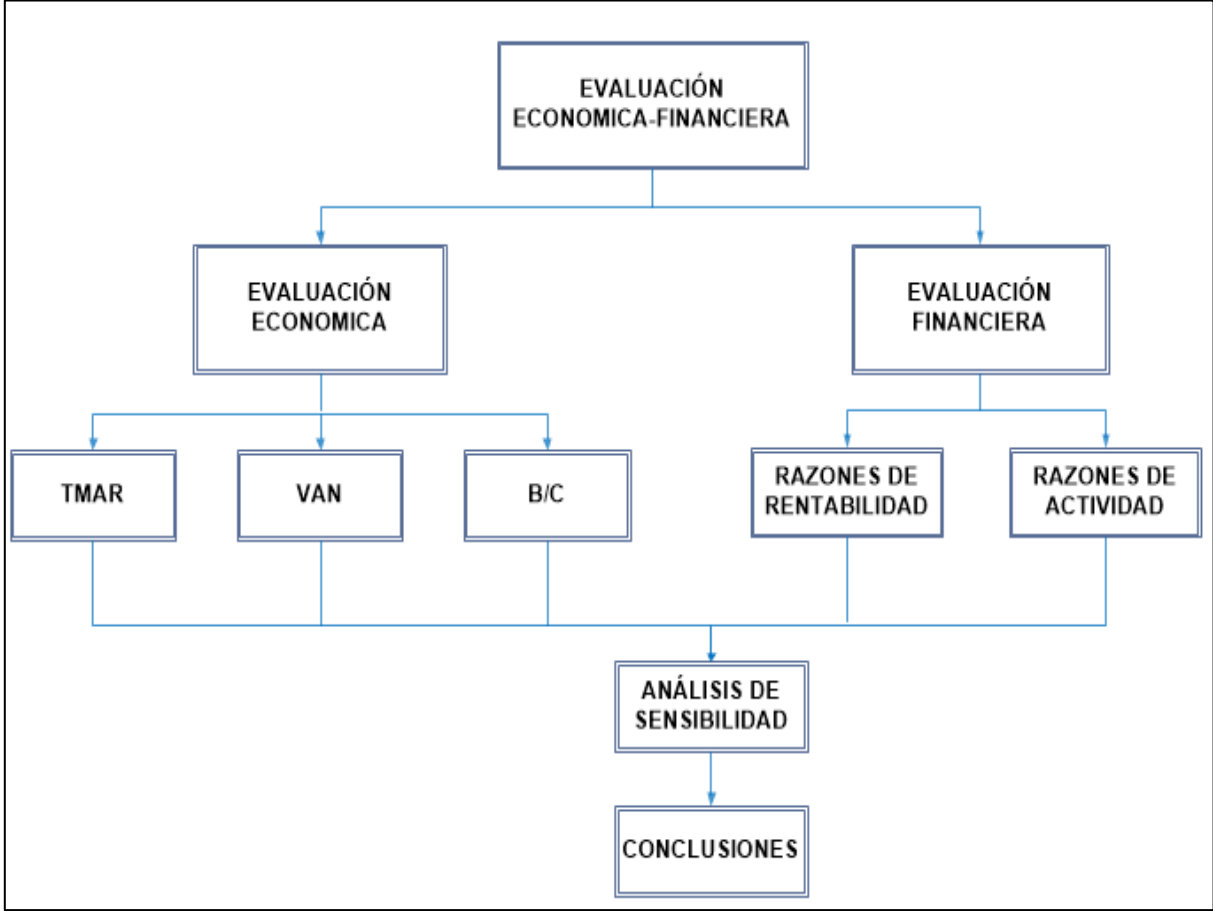 EVALUACIÓN
ECONOMICA-FINANCIERA
EVALUACIÓN
ECONOMICA
EVALUACIÓN
FINANCIERA
TMAR
VAN
B/C
RAZONES DE
RENTABILIDAD
RAZONES DE
ACTIVIDAD
ANÁLISIS DE
SENSIBILIDAD
CONCLUSIONES